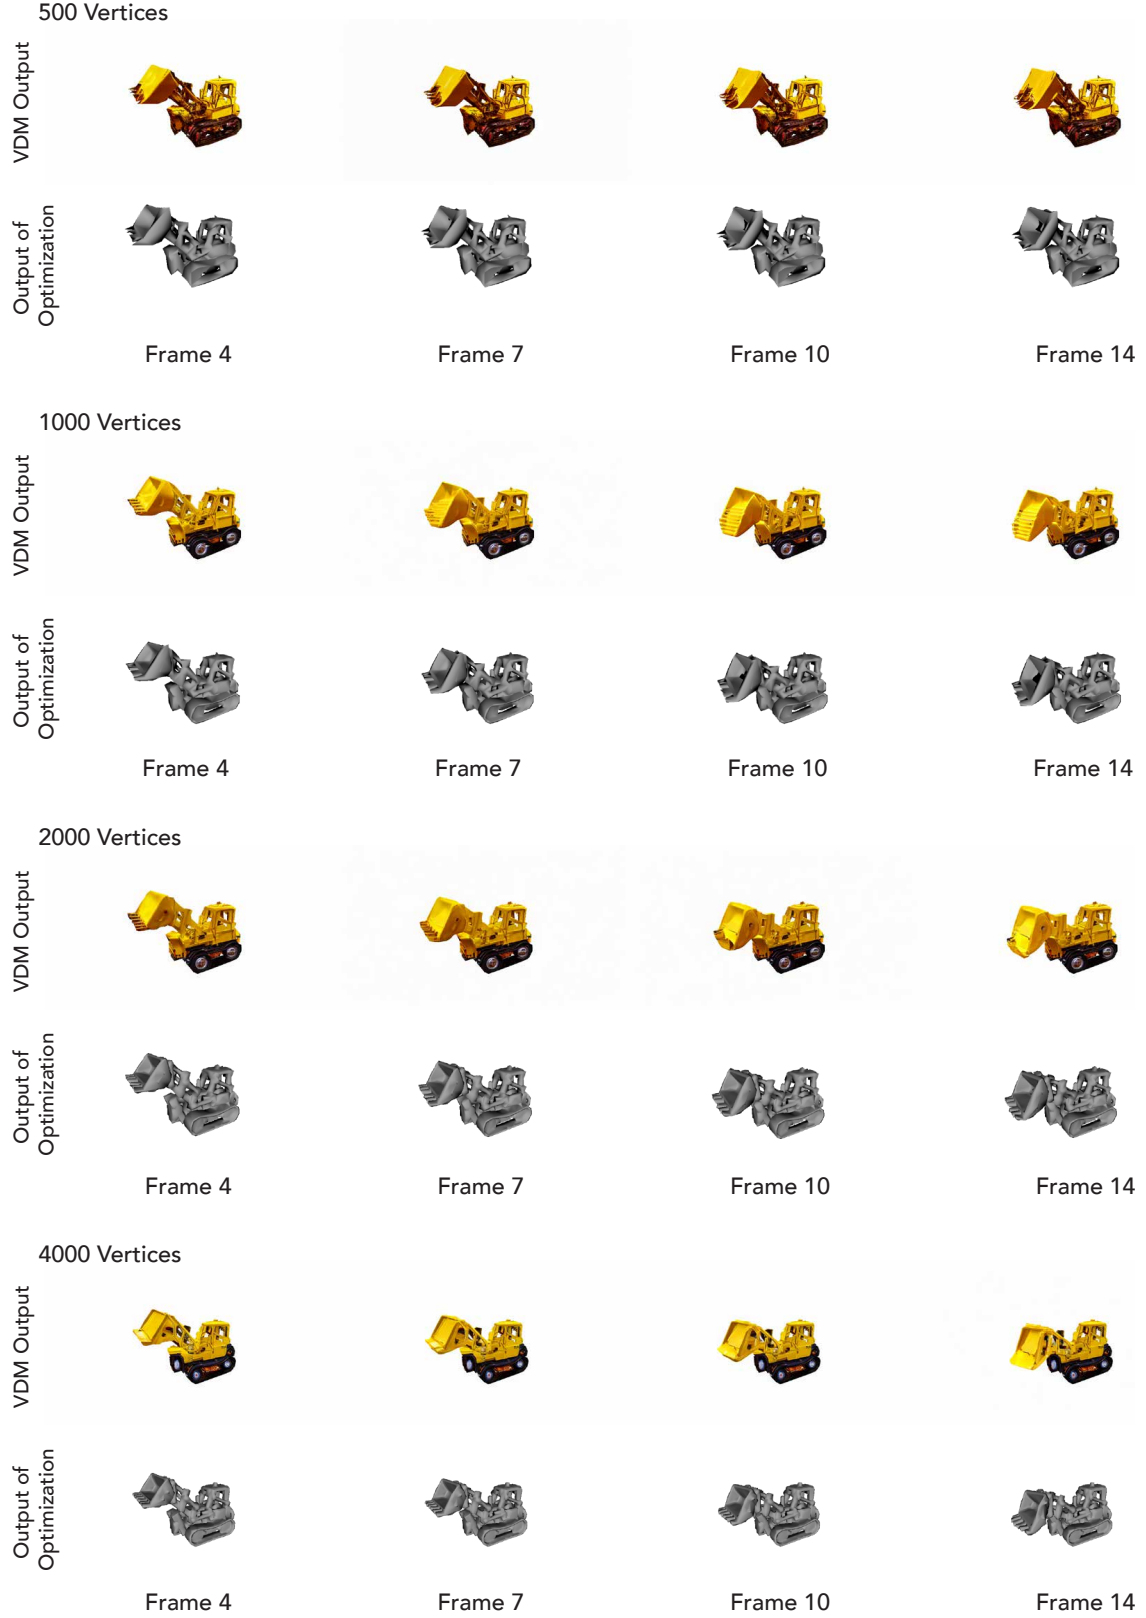 500 Vertices
VDM Output
Output of
Optimization
Frame 4
Frame 7
Frame 10
Frame 14
1000 Vertices
VDM Output
Output of
Optimization
Frame 4
Frame 7
Frame 10
Frame 14
2000 Vertices
VDM Output
Output of
Optimization
Frame 4
Frame 7
Frame 10
Frame 14
4000 Vertices
VDM Output
Output of
Optimization
Frame 4
Frame 7
Frame 10
Frame 14